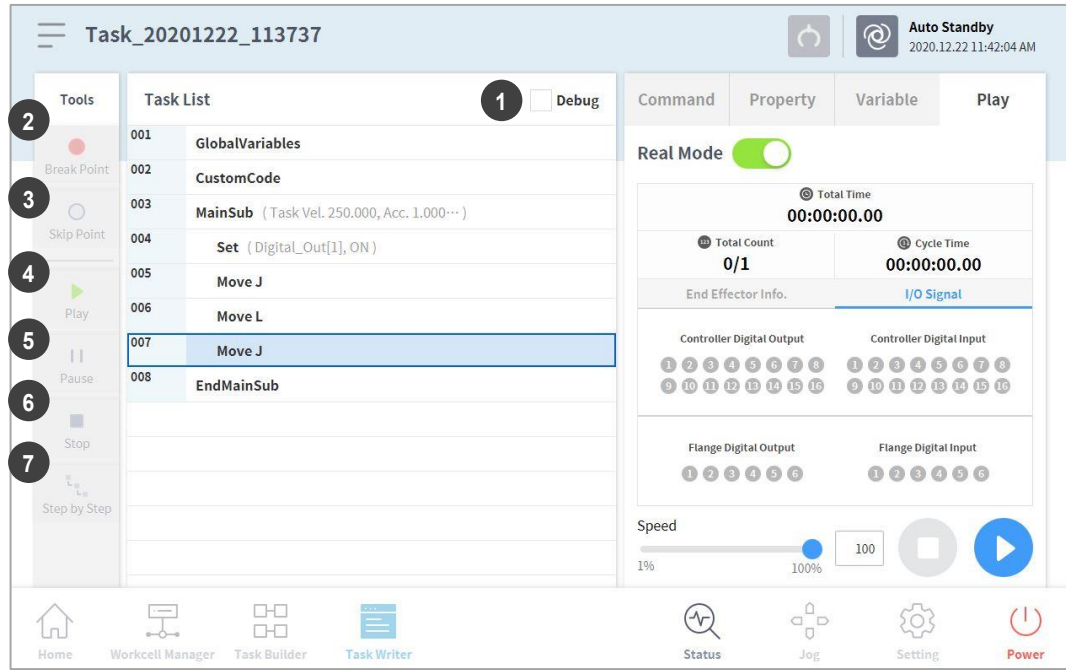 Task_20201222_113737
Auto Standby
2020.12.22 11:42:04 AM
Tools
Task List
1
Debug
Command
Property
Variable
Play
2
Break Point
3
Skip Point
4
Play
5
Pause
6
Stop
7
Step by Step
001 GlobalVariables
002 CustomCode
003 MainSub ( Task Vel. 250.000, Acc. 1.000··· )
004 Set ( Digital_Out[1], ON )
005 Move J
006 Move L
007 Move J
008 EndMainSub
Real Mode
Total Time
00:00:00.00
123 Total Count
0/1
Cycle Time
00:00:00.00
End Effector Info.
I/O Signal
Controller Digital Output
1 2 3 4 5 6 7 8
9 10 11 12 13 14 15 16
Controller Digital Input
1 2 3 4 5 6 7 8
9 10 11 12 13 14 15 16
Flange Digital Output
1 2 3 4 5 6
Flange Digital Input
1 2 3 4 5 6
Speed
1%
100%
100
Home
Workcell Manager
Task Builder
Task Writer
Status
Jog
Setting
Power